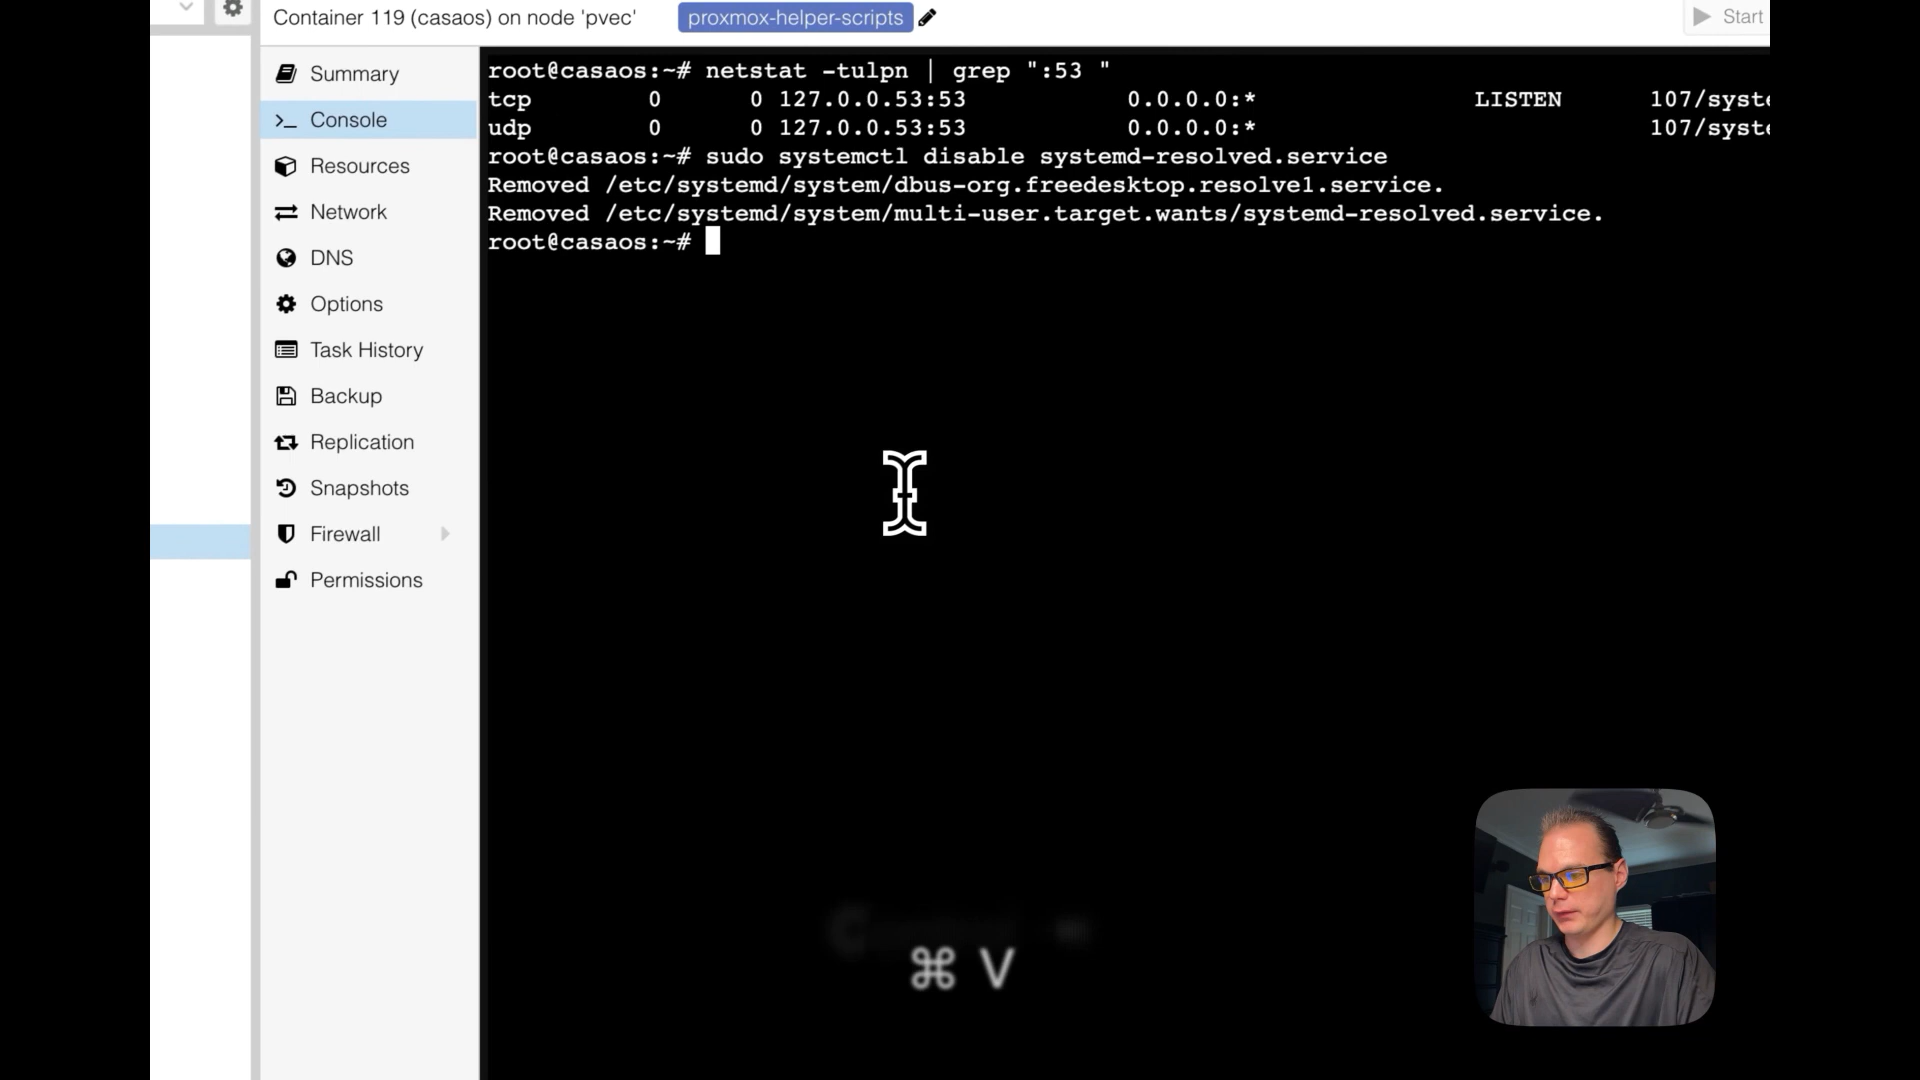 Container 119 (casaos) on node 'pvec'
proxmox-helper-scripts
Start
Summary
Console
Resources
Network
DNS
Options
Task History
Backup
Replication
Snapshots
Firewall
Permissions
root@casaos:~# netstat -tulpn | grep ":53 "
tcp 0 0 127.0.0.53:53 0.0.0.0:* LISTEN 107/syste
udp 0 0 127.0.0.53:53 0.0.0.0:* 107/syste
root@casaos:~# sudo systemctl disable systemd-resolved.service
Removed /etc/systemd/system/dbus-org.freedesktop.resolve1.service.
Removed /etc/systemd/system/multi-user.target.wants/systemd-resolved.service.
root@casaos:~#
⌘ V